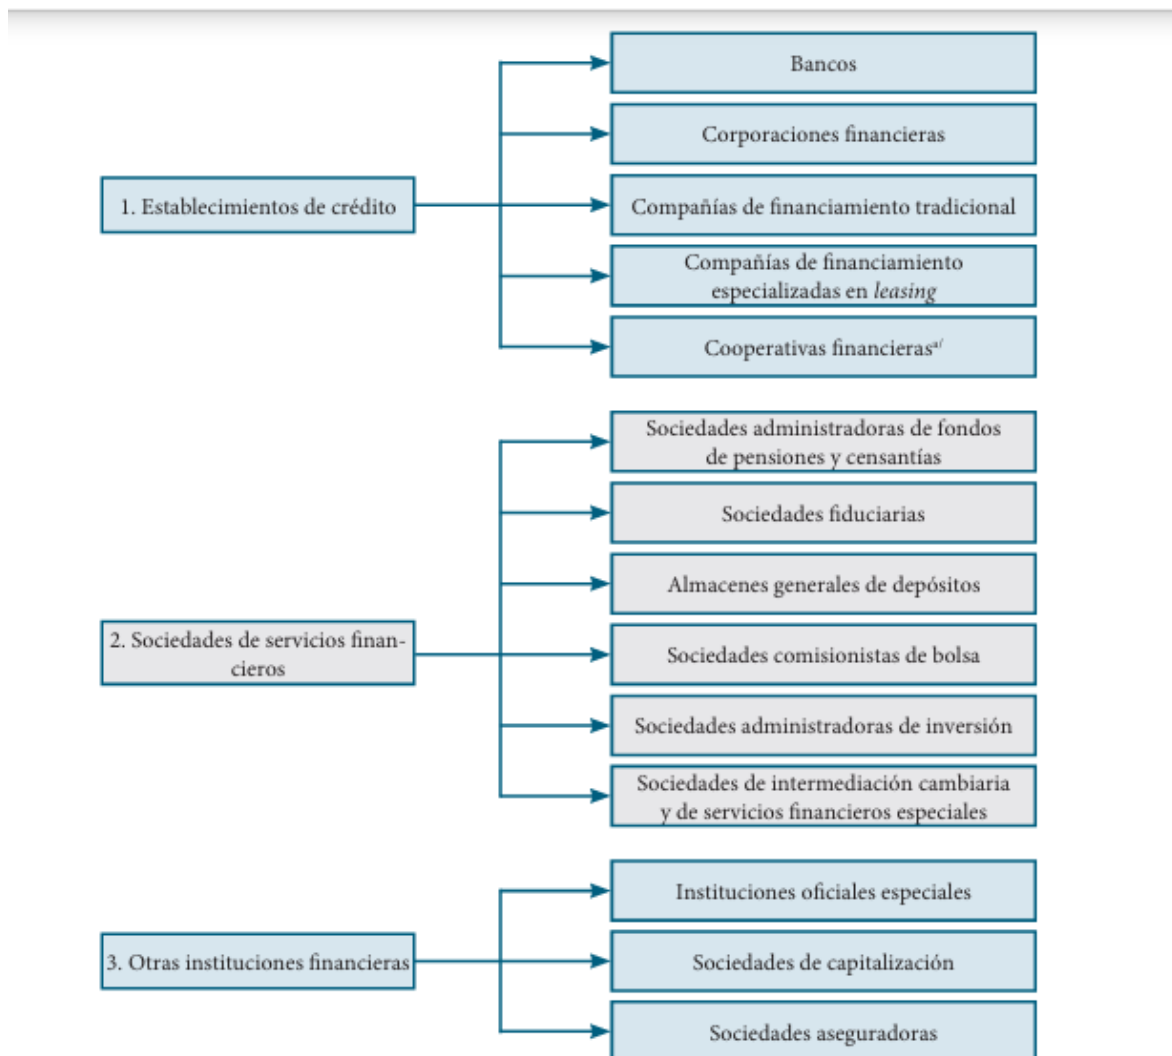 Bancos
Corporaciones financieras
1. Establecimientos de crédito
Compañías de financiamiento tradicional
Compañías de financiamiento
especializadas en leasing
Cooperativas financierasᵃ/
Sociedades administradoras de fondos
de pensiones y censantías
Sociedades fiduciarias
Almacenes generales de depósitos
2. Sociedades de servicios finan-
cieros
Sociedades comisionistas de bolsa
Sociedades administradoras de inversión
Sociedades de intermediación cambiaria
y de servicios financieros especiales
Instituciones oficiales especiales
3. Otras instituciones financieras
Sociedades de capitalización
Sociedades aseguradoras